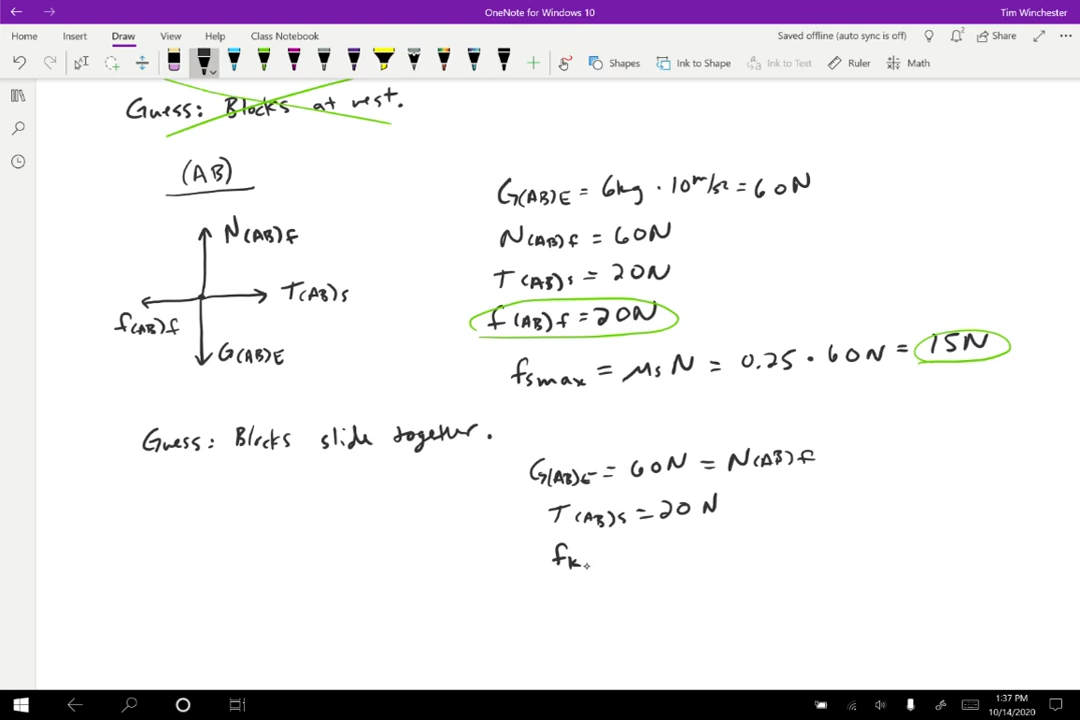 OneNote for Windows 10
Tim Winchester
Home Insert Draw View Help Class Notebook
Saved offline (auto sync is off) Share
Shapes Ink to Shape Ink to Text Ruler Math
Guess: Blocks at rest.
(AB)
N(AB)f
T(AB)s
f(AB)f
G(AB)E
G(AB)E = 6kg · 10 m/s2 = 60N
N(AB)f = 60N
T(AB)s = 20N
f(AB)f = 20N
fsmax = μs N = 0.25 · 60N = 15N
Guess: Blocks slide together.
G(AB)E = 60N = N(AB)f
T(AB)s = 20 N
fk
1:37 PM
10/14/2020